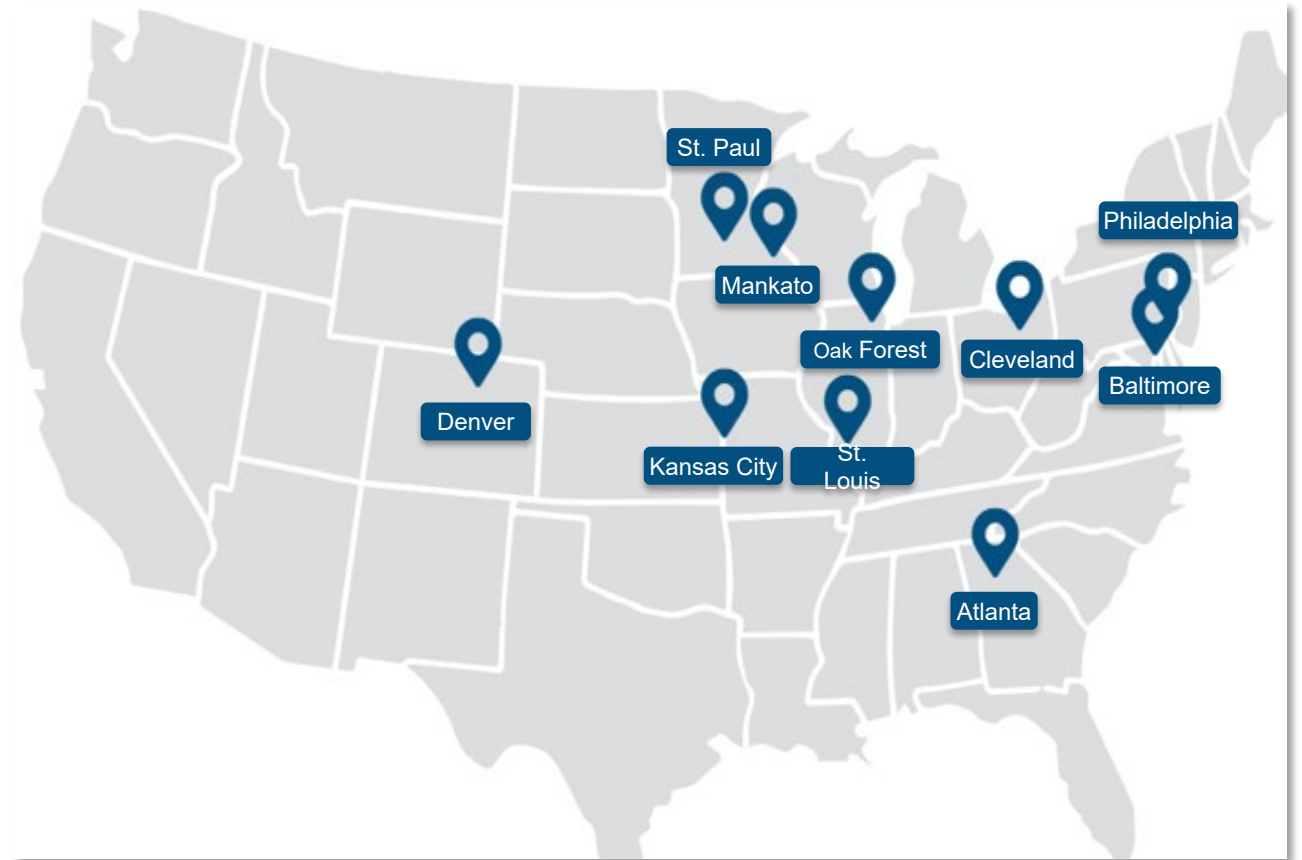 St. Paul
Philadelphia
Mankato
Oak Forest
Cleveland
Baltimore
Denver
Kansas City
St.
Louis
Atlanta